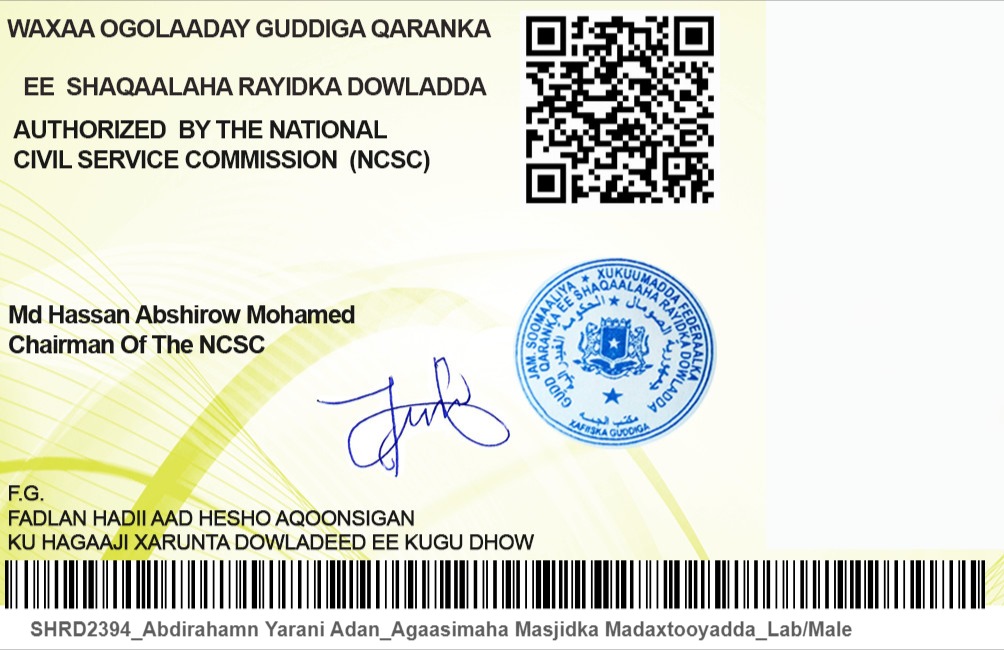 WAXAA OGOLAADAY GUDDIGA QARANKA
EE SHAQAALAHA RAYIDKA DOWLADDA
AUTHORIZED BY THE NATIONAL
CIVIL SERVICE COMMISSION (NCSC)
Md Hassan Abshirow Mohamed
Chairman Of The NCSC
JAM. SOOMAALIYA ★ XUKUUMADDA FEDERAALKA
GUDD QARANKA EE SHAQAALAHA RAYIDKA DOWLADDA
XAFIISKA GUDDIGA
F.G.
FADLAN HADII AAD HESHO AQOONSIGAN
KU HAGAAJI XARUNTA DOWLADEED EE KUGU DHOW
SHRD2394_Abdirahamn Yarani Adan_Agaasimaha Masjidka Madaxtooyadda_Lab/Male